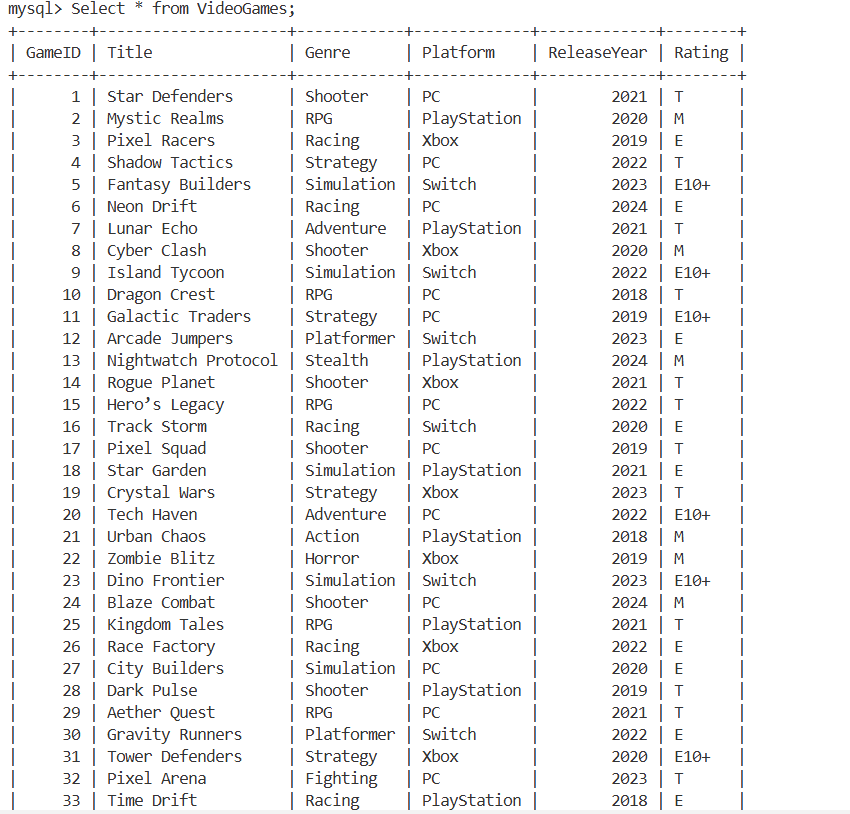 mysql> Select * from VideoGames;
+--------+--------------------+-------------+-------------+-------------+--------+
| GameID | Title              | Genre      | Platform    | ReleaseYear | Rating |
+--------+--------------------+-------------+-------------+-------------+--------+
|      1 | Star Defenders     | Shooter    | PC          |        2021 | T      |
|      2 | Mystic Realms      | RPG        | PlayStation |        2020 | M      |
|      3 | Pixel Racers       | Racing     | Xbox        |        2019 | E      |
|      4 | Shadow Tactics     | Strategy   | PC          |        2022 | T      |
|      5 | Fantasy Builders   | Simulation | Switch      |        2023 | E10+   |
|      6 | Neon Drift         | Racing     | PC          |        2024 | E      |
|      7 | Lunar Echo         | Adventure  | PlayStation |        2021 | T      |
|      8 | Cyber Clash        | Shooter    | Xbox        |        2020 | M      |
|      9 | Island Tycoon      | Simulation | Switch      |        2022 | E10+   |
|     10 | Dragon Crest       | RPG        | PC          |        2018 | T      |
|     11 | Galactic Traders   | Strategy   | PC          |        2019 | E10+   |
|     12 | Arcade Jumpers     | Platformer | Switch      |        2023 | E      |
|     13 | Nightwatch Protocol | Stealth    | PlayStation |        2024 | M      |
|     14 | Rogue Planet       | Shooter    | Xbox        |        2021 | T      |
|     15 | Hero’s Legacy      | RPG        | PC          |        2022 | T      |
|     16 | Track Storm        | Racing     | Switch      |        2020 | E      |
|     17 | Pixel Squad        | Shooter    | PC          |        2019 | T      |
|     18 | Star Garden        | Simulation | PlayStation |        2021 | E      |
|     19 | Crystal Wars       | Strategy   | Xbox        |        2023 | T      |
|     20 | Tech Haven         | Adventure  | PC          |        2022 | E10+   |
|     21 | Urban Chaos        | Action     | PlayStation |        2018 | M      |
|     22 | Zombie Blitz       | Horror     | Xbox        |        2019 | M      |
|     23 | Dino Frontier      | Simulation | Switch      |        2023 | E10+   |
|     24 | Blaze Combat       | Shooter    | PC          |        2024 | M      |
|     25 | Kingdom Tales      | RPG        | PlayStation |        2021 | T      |
|     26 | Race Factory       | Racing     | Xbox        |        2022 | E      |
|     27 | City Builders      | Simulation | PC          |        2020 | E      |
|     28 | Dark Pulse         | Shooter    | PlayStation |        2019 | T      |
|     29 | Aether Quest       | RPG        | PC          |        2021 | T      |
|     30 | Gravity Runners    | Platformer | Switch      |        2022 | E      |
|     31 | Tower Defenders    | Strategy   | Xbox        |        2020 | E10+   |
|     32 | Pixel Arena        | Fighting   | PC          |        2023 | T      |
|     33 | Time Drift         | Racing     | PlayStation |        2018 | E      |